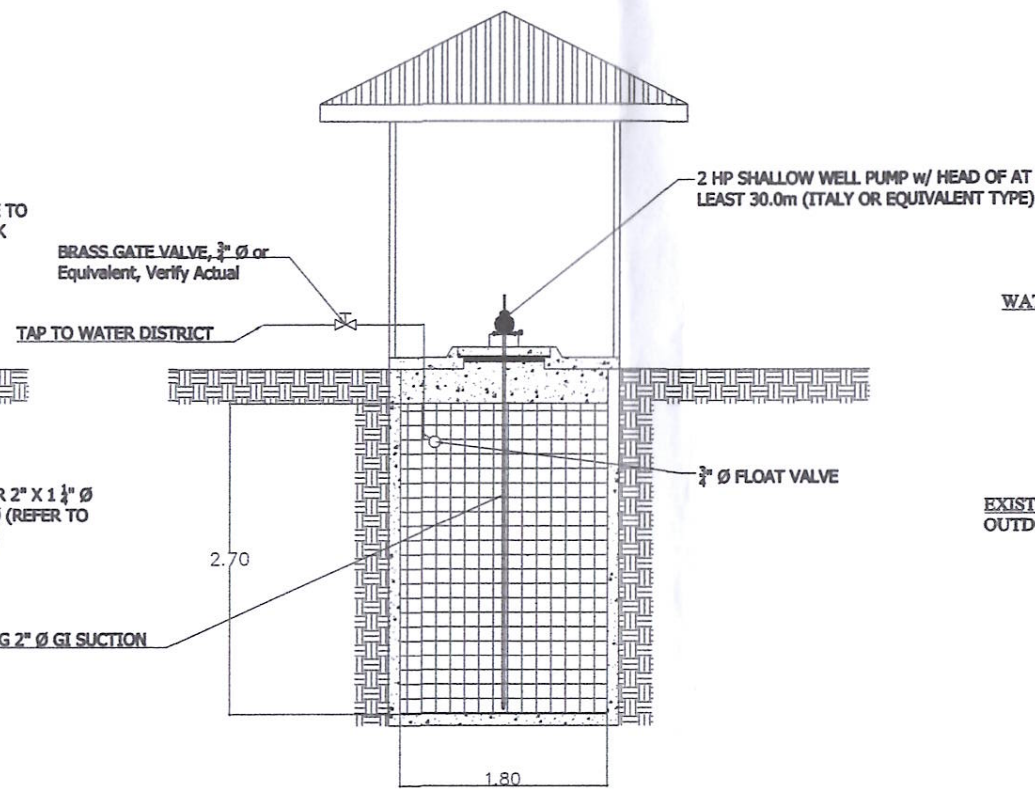 2 HP SHALLOW WELL PUMP w/ HEAD OF AT
LEAST 30.0m (ITALY OR EQUIVALENT TYPE)
TO
BRASS GATE VALVE, ¾" Ø or
Equivalent, Verify Actual
TAP TO WATER DISTRICT
¾" Ø FLOAT VALVE
2" X 1 ¼" Ø
(REFER TO
2.70
2" Ø GI SUCTION
1.80
WAT
EXIST
OUTD